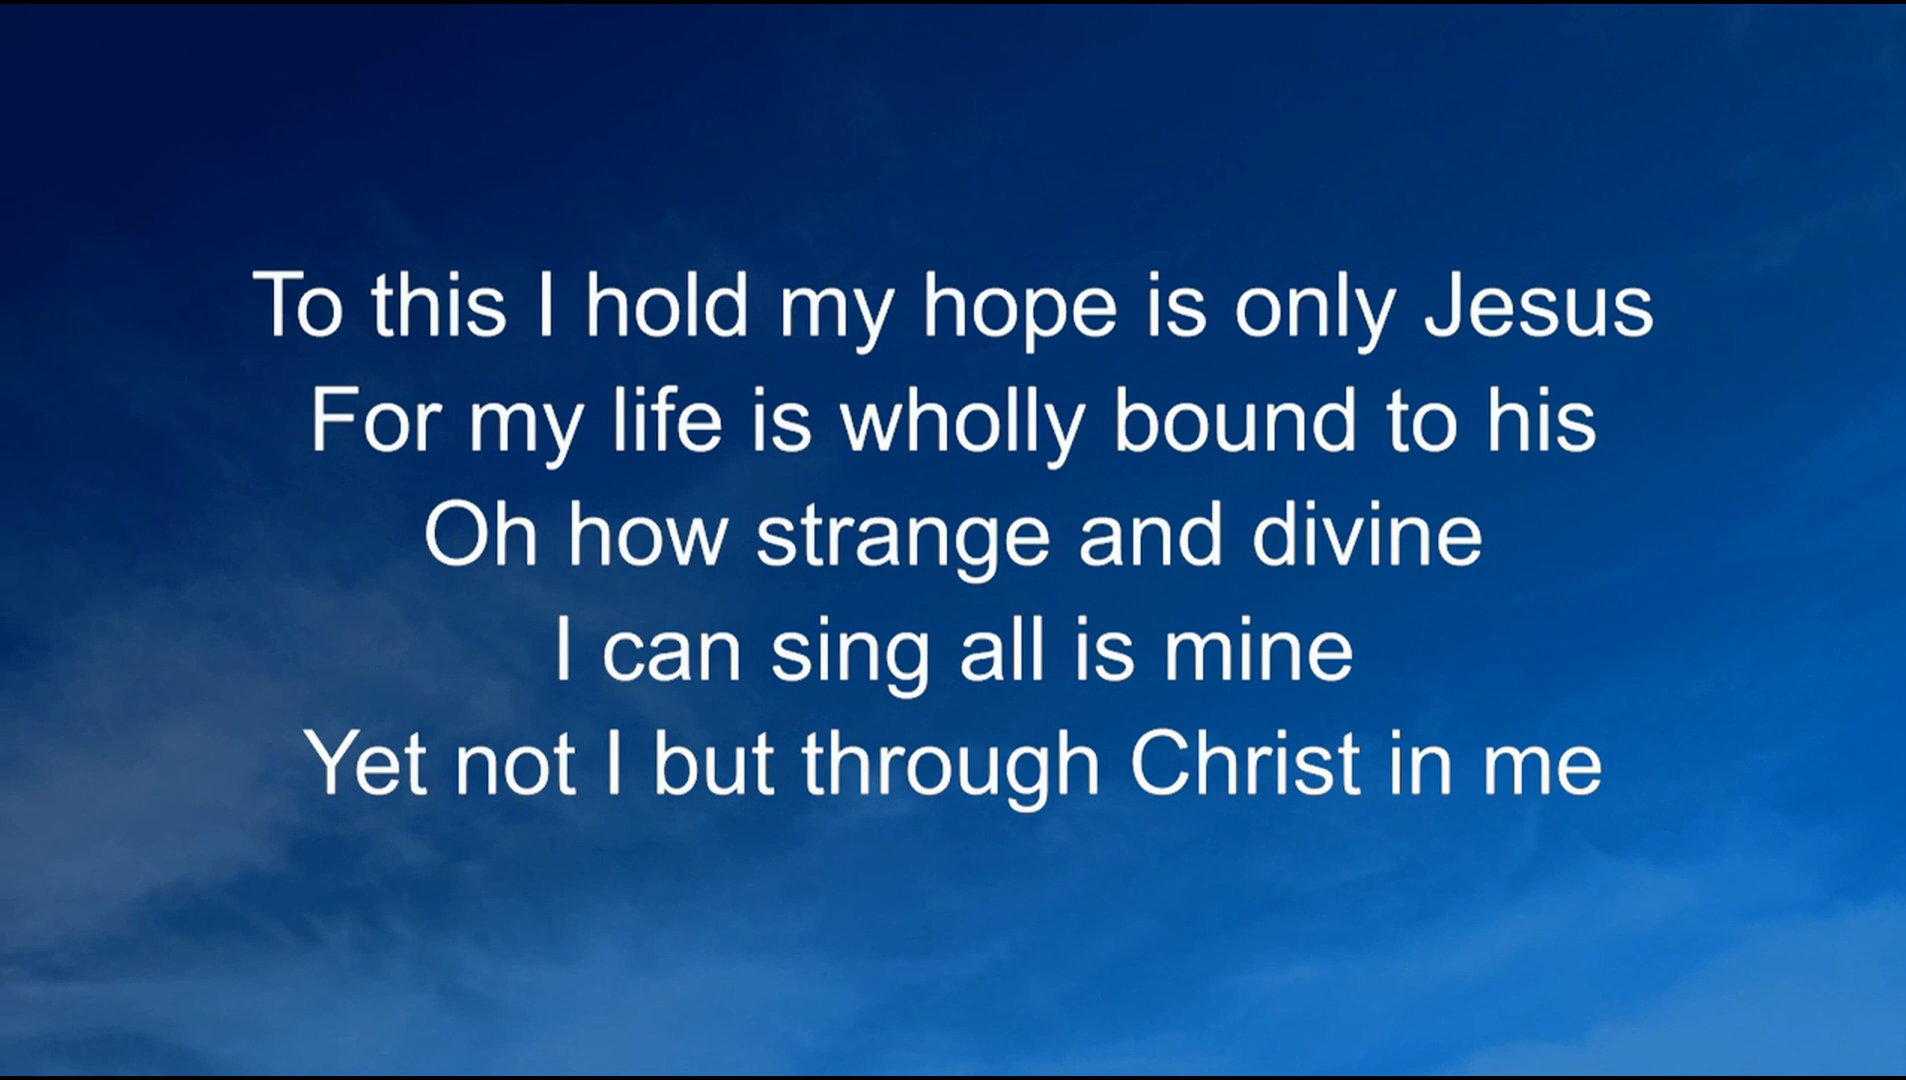 To this I hold my hope is only Jesus
For my life is wholly bound to his
Oh how strange and divine
I can sing all is mine
Yet not I but through Christ in me